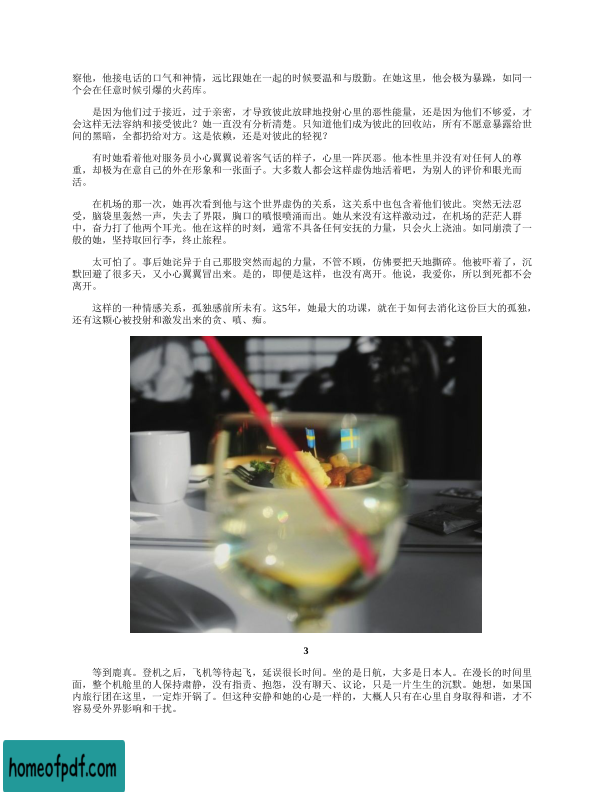 察他，他接电话的口气和神情，远比跟她在一起的时候要温和与殷勤。在她这里，他会极为暴躁，如同一
个会在任意时候引爆的火药库。
是因为他们过于接近，过于亲密，才导致彼此放肆地投射心里的恶性能量，还是因为他们不够爱，才
会这样无法容纳和接受彼此？她一直没有分析清楚。只知道他们成为彼此的回收站，所有不愿意暴露给世
间的黑暗，全都扔给对方。这是依赖，还是对彼此的轻视？
有时她看着他对服务员小心翼翼说着客气话的样子，心里一阵厌恶。他本性里并没有对任何人的尊
重，却极为在意自己的外在形象和一张面子。大多数人都会这样虚伪地活着吧，为别人的评价和眼光而
活。
在机场的那一次，她再次看到他与这个世界虚伪的关系，这关系中也包含着他们彼此。突然无法忍
受，脑袋里轰然一声，失去了界限，胸口的嗔恨喷涌而出。她从来没有这样激动过，在机场的茫茫人群
中，奋力打了他两个耳光。他在这样的时刻，通常不具备任何安抚的力量，只会火上浇油。如同崩溃了一
般的她，坚持取回行李，终止旅程。
太可怕了。事后她诧异于自己那股突然而起的力量，不管不顾，仿佛要把天地撕碎。他被吓着了，沉
默回避了很多天，又小心翼翼冒出来。是的，即便是这样，也没有离开。他说，我爱你，所以到死都不会
离开。
这样的一种情感关系，孤独感前所未有。这5年，她最大的功课，就在于如何去消化这份巨大的孤独，
还有这颗心被投射和激发出来的贪、嗔、痴。
3
等到鹿真。登机之后，飞机等待起飞，延误很长时间。坐的是日航，大多是日本人。在漫长的时间里
面，整个机舱里的人保持肃静，没有指责、抱怨，没有聊天、议论，只是一片生生的沉默。她想，如果国
内旅行团在这里，一定炸开锅了。但这种安静和她的心是一样的，大概人只有在心里自身取得和谐，才不
容易受外界影响和干扰。
homeofpdf.com